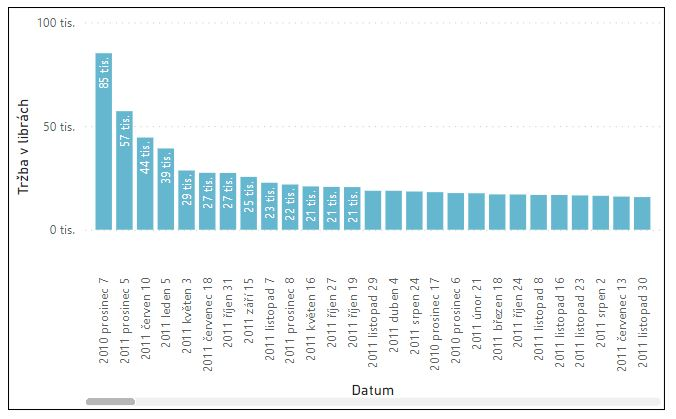 100 tis.
50 tis.
0 tis.
Tržba v librách
85 tis.
57 tis.
44 tis.
39 tis.
29 tis.
27 tis.
27 tis.
25 tis.
23 tis.
22 tis.
21 tis.
21 tis.
21 tis.
2010 prosinec 7
2011 prosinec 5
2011 červen 10
2011 leden 5
2011 květen 3
2011 červenec 18
2011 říjen 31
2011 září 15
2011 listopad 7
2010 prosinec 8
2011 květen 16
2011 říjen 27
2011 říjen 19
2011 listopad 29
2011 duben 4
2011 srpen 24
2010 prosinec 17
2010 prosinec 6
2011 únor 21
2011 březen 18
2011 říjen 24
2011 listopad 8
2011 listopad 16
2011 listopad 23
2011 srpen 2
2011 červenec 13
2011 listopad 30
Datum